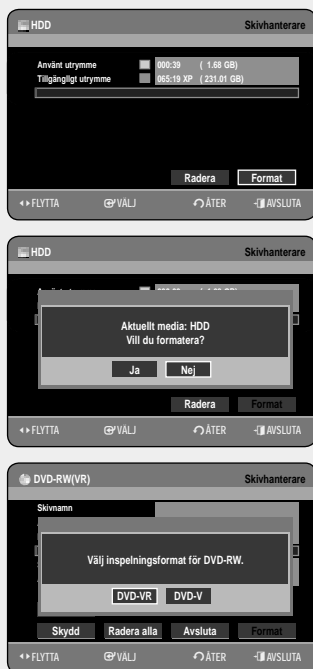 HDD Skivhanterare
Använt utrymme 000:39 ( 1.68 GB)
Tillgängligt utrymme 065:19 XP ( 231.01 GB)
Radera Format
FLYTTA VÄLJ ÅTER AVSLUTA
HDD Skivhanterare
Aktuellt media: HDD
Vill du formatera?
Ja Nej
Radera Format
FLYTTA VÄLJ ÅTER AVSLUTA
DVD-RW(VR) Skivhanterare
Skivnamn
Välj inspelningsformat för DVD-RW.
DVD-VR DVD-V
Skydd Radera alla Avsluta Format
FLYTTA VÄLJ ÅTER AVSLUTA